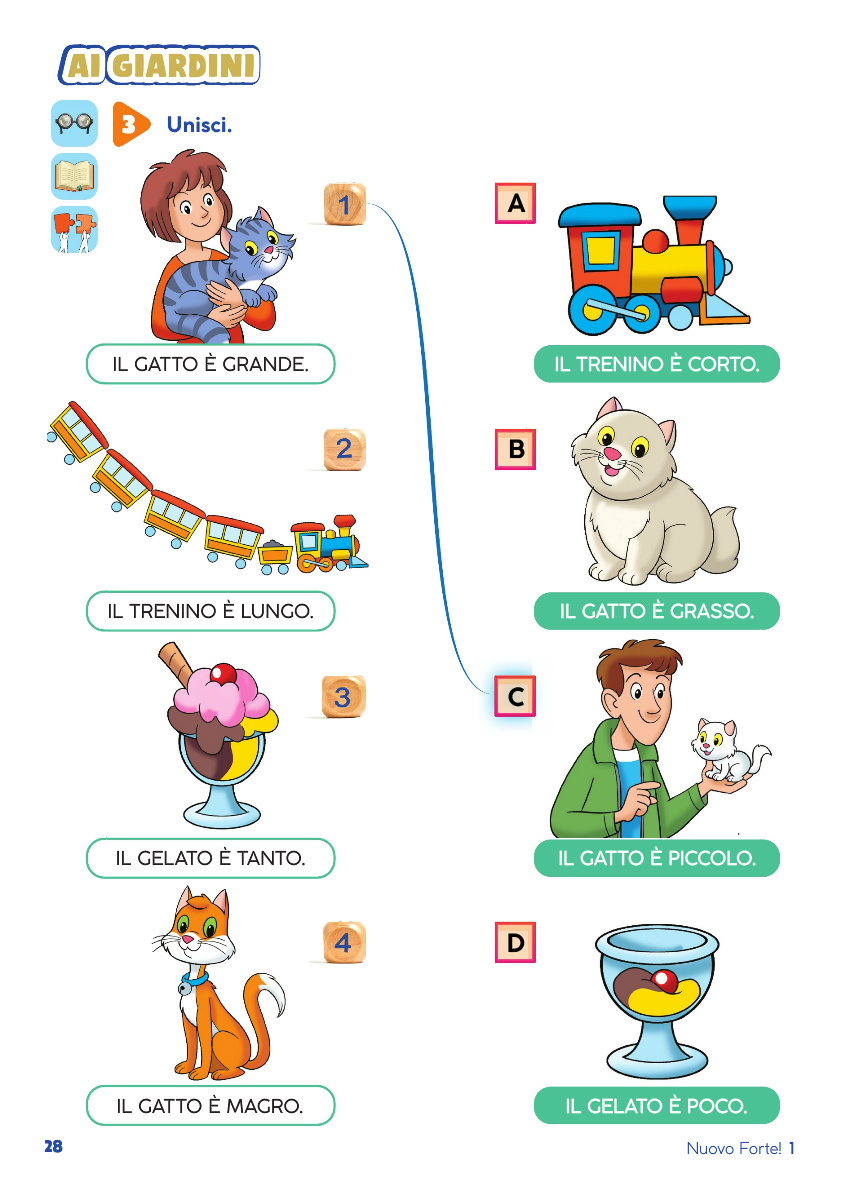 AI GIARDINI
3 Unisci.
1
A
IL GATTO È GRANDE.
IL TRENINO È CORTO.
2
B
IL TRENINO È LUNGO.
IL GATTO È GRASSO.
3
C
IL GELATO È TANTO.
IL GATTO È PICCOLO.
4
D
IL GATTO È MAGRO.
IL GELATO È POCO.
28
Nuovo Forte! 1